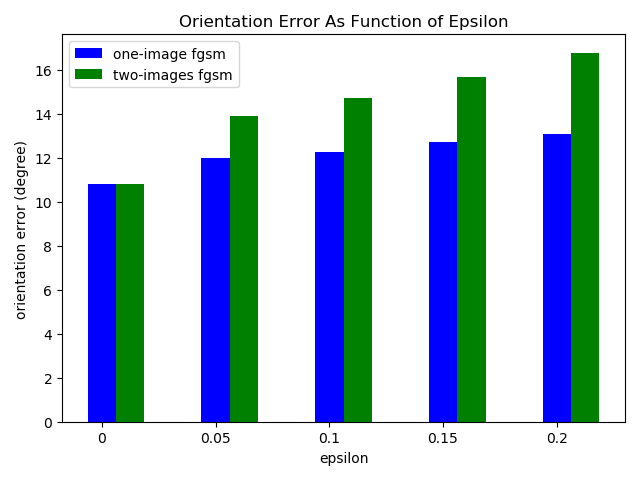 Orientation Error As Function of Epsilon
one-image fgsm
two-images fgsm
orientation error (degree)
16
14
12
10
8
6
4
2
0
0 0.05 0.1 0.15 0.2
epsilon